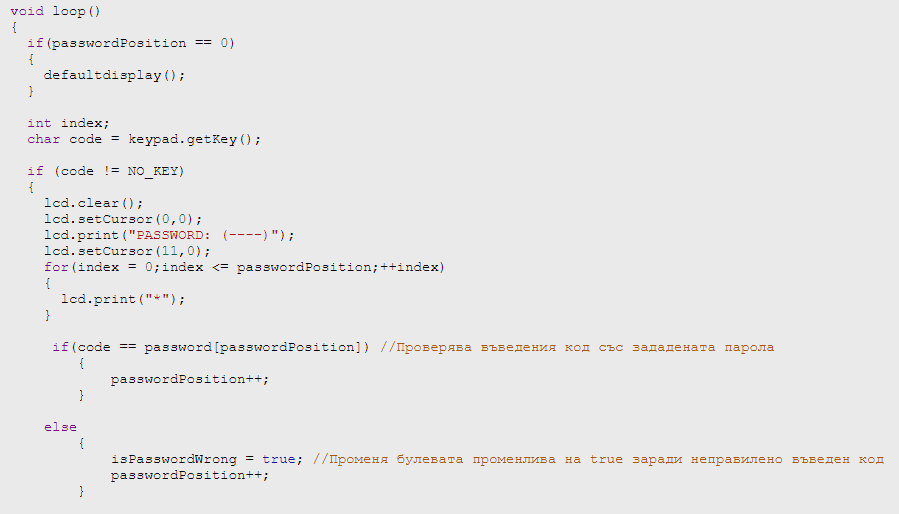 void loop()
{
  if(passwordPosition == 0)
  {
    defaultdisplay();
  }
  int index;
  char code = keypad.getKey();
  if (code != NO_KEY)
  {
    lcd.clear();
    lcd.setCursor(0,0);
    lcd.print("PASSWORD: (----)");
    lcd.setCursor(11,0);
    for(index = 0;index <= passwordPosition;++index)
    {
      lcd.print("*");
    }
     if(code == password[passwordPosition]) //Проверява въведения код със зададената парола
        {
            passwordPosition++;
        }
    else
        {
            isPasswordWrong = true; //Променя булевата променлива на true заради неправилено въведен код
            passwordPosition++;
        }